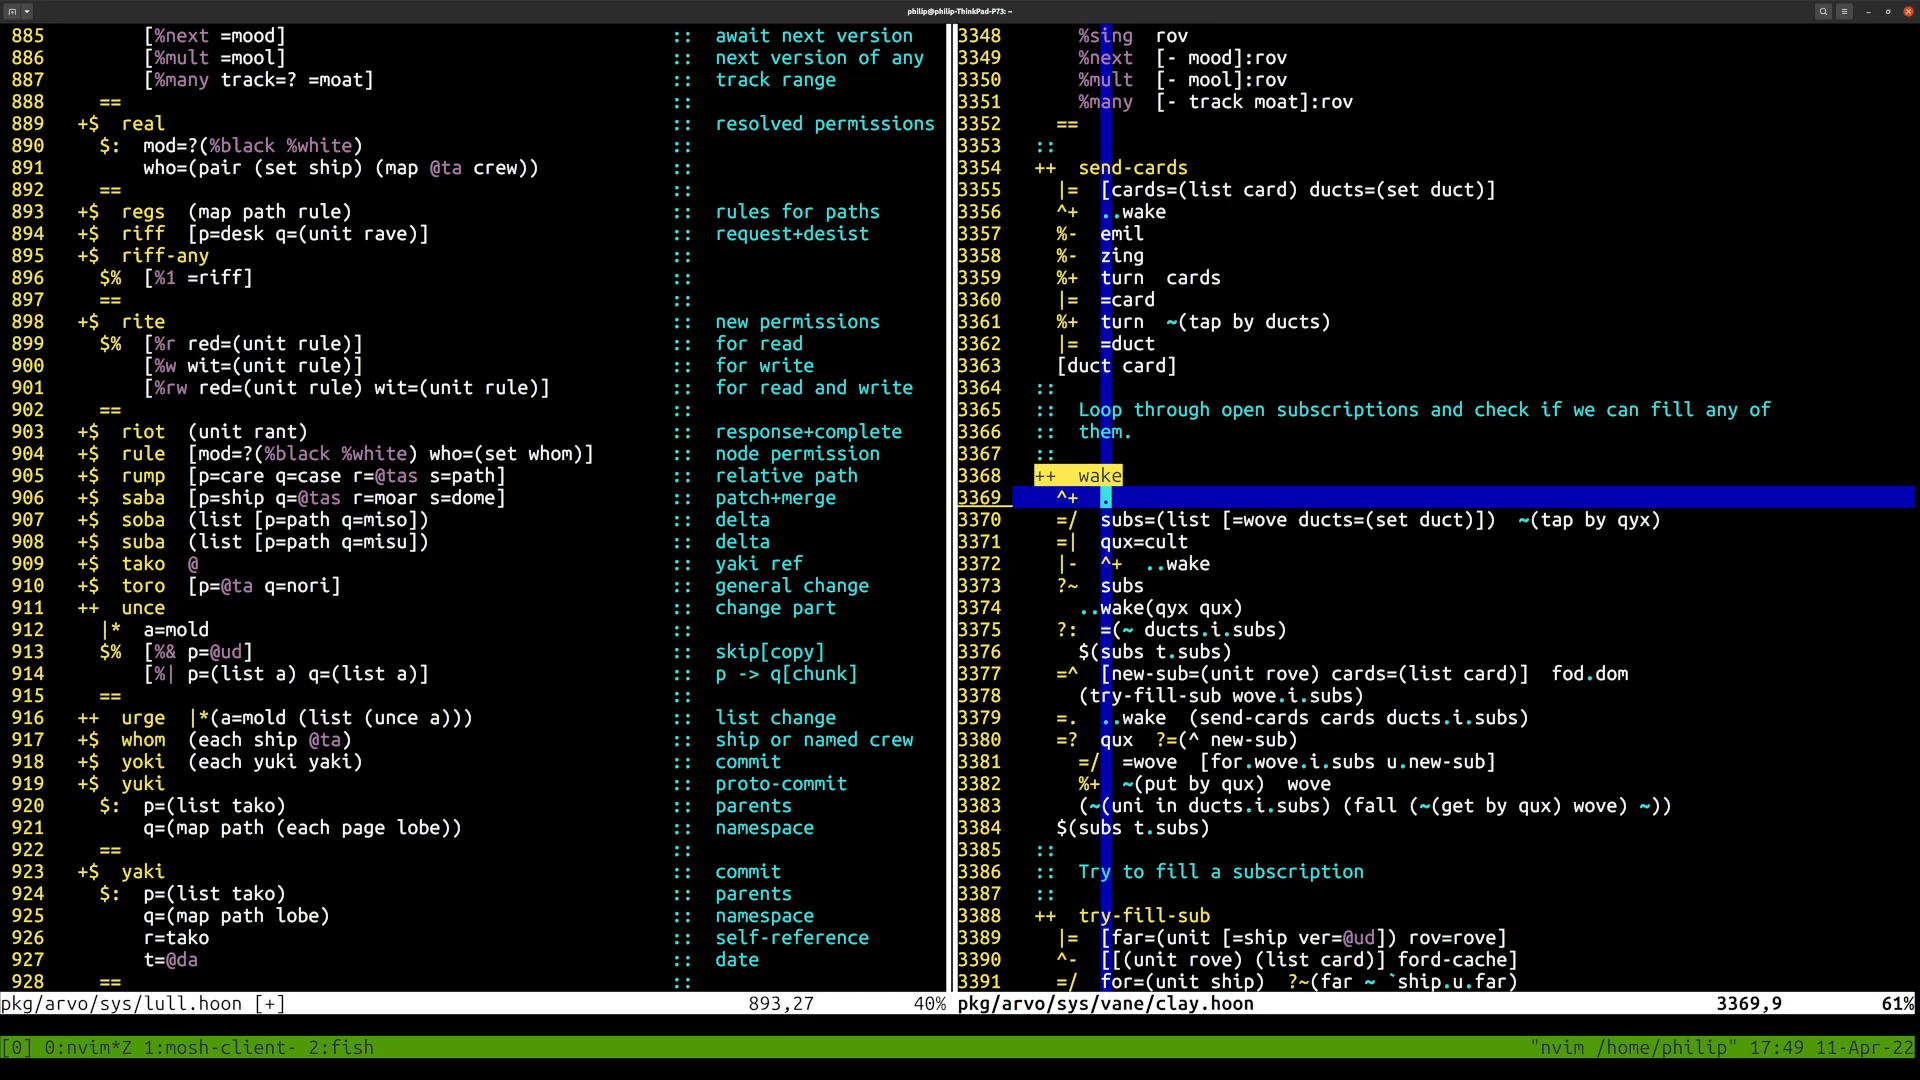 philip@philip-ThinkPad-P73: ~
885 [%next =mood] :: await next version
886 [%mult =mool] :: next version of any
887 [%many track=? =moat] :: track range
888 == ::
889 +$ real :: resolved permissions
890 $: mod=?(%black %white) ::
891 who=(pair (set ship) (map @ta crew)) ::
892 == ::
893 +$ regs (map path rule) :: rules for paths
894 +$ riff [p=desk q=(unit rave)] :: request+desist
895 +$ riff-any ::
896 $% [%1 =riff] ::
897 == ::
898 +$ rite :: new permissions
899 $% [%r red=(unit rule)] :: for read
900 [%w wit=(unit rule)] :: for write
901 [%rw red=(unit rule) wit=(unit rule)] :: for read and write
902 == ::
903 +$ riot (unit rant) :: response+complete
904 +$ rule [mod=?(%black %white) who=(set whom)] :: node permission
905 +$ rump [p=care q=case r=@tas s=path] :: relative path
906 +$ saba [p=ship q=@tas r=moar s=dome] :: patch+merge
907 +$ soba (list [p=path q=miso]) :: delta
908 +$ suba (list [p=path q=misu]) :: delta
909 +$ tako @ :: yaki ref
910 +$ toro [p=@ta q=nori] :: general change
911 ++ unce :: change part
912 |* a=mold ::
913 $% [%& p=@ud] :: skip[copy]
914 [%| p=(list a) q=(list a)] :: p -> q[chunk]
915 == ::
916 ++ urge |*(a=mold (list (unce a))) :: list change
917 +$ whom (each ship @ta) :: ship or named crew
918 +$ yoki (each yuki yaki) :: commit
919 +$ yuki :: proto-commit
920 $: p=(list tako) :: parents
921 q=(map path (each page lobe)) :: namespace
922 == ::
923 +$ yaki :: commit
924 $: p=(list tako) :: parents
925 q=(map path lobe) :: namespace
926 r=tako :: self-reference
927 t=@da :: date
928 == ::
pkg/arvo/sys/lull.hoon [+] 893,27 40%
3348 %sing rov
3349 %next [- mood]:rov
3350 %mult [- mool]:rov
3351 %many [- track moat]:rov
3352 ==
3353 ::
3354 ++ send-cards
3355 |= [cards=(list card) ducts=(set duct)]
3356 ^+ ..wake
3357 %- emil
3358 %- zing
3359 %+ turn cards
3360 |= =card
3361 %+ turn ~(tap by ducts)
3362 |= =duct
3363 [duct card]
3364 ::
3365 :: Loop through open subscriptions and check if we can fill any of
3366 :: them.
3367 ::
3368 ++ wake
3369 ^+ .
3370 =/ subs=(list [=wove ducts=(set duct)]) ~(tap by qyx)
3371 =| qux=cult
3372 |- ^+ ..wake
3373 ?~ subs
3374 ..wake(qyx qux)
3375 ?: =(~ ducts.i.subs)
3376 $(subs t.subs)
3377 =^ [new-sub=(unit rove) cards=(list card)] fod.dom
3378 (try-fill-sub wove.i.subs)
3379 =. ..wake (send-cards cards ducts.i.subs)
3380 =? qux ?=(^ new-sub)
3381 =/ =wove [for.wove.i.subs u.new-sub]
3382 %+ ~(put by qux) wove
3383 (~(uni in ducts.i.subs) (fall (~(get by qux) wove) ~))
3384 $(subs t.subs)
3385 ::
3386 :: Try to fill a subscription
3387 ::
3388 ++ try-fill-sub
3389 |= [far=(unit [=ship ver=@ud]) rov=rove]
3390 ^- [[(unit rove) (list card)] ford-cache]
3391 =/ for=(unit ship) ?~(far ~ `ship.u.far)
pkg/arvo/sys/vane/clay.hoon 3369,9 61%
[0] 0:nvim*Z 1:mosh-client- 2:fish "nvim /home/philip" 17:49 11-Apr-22